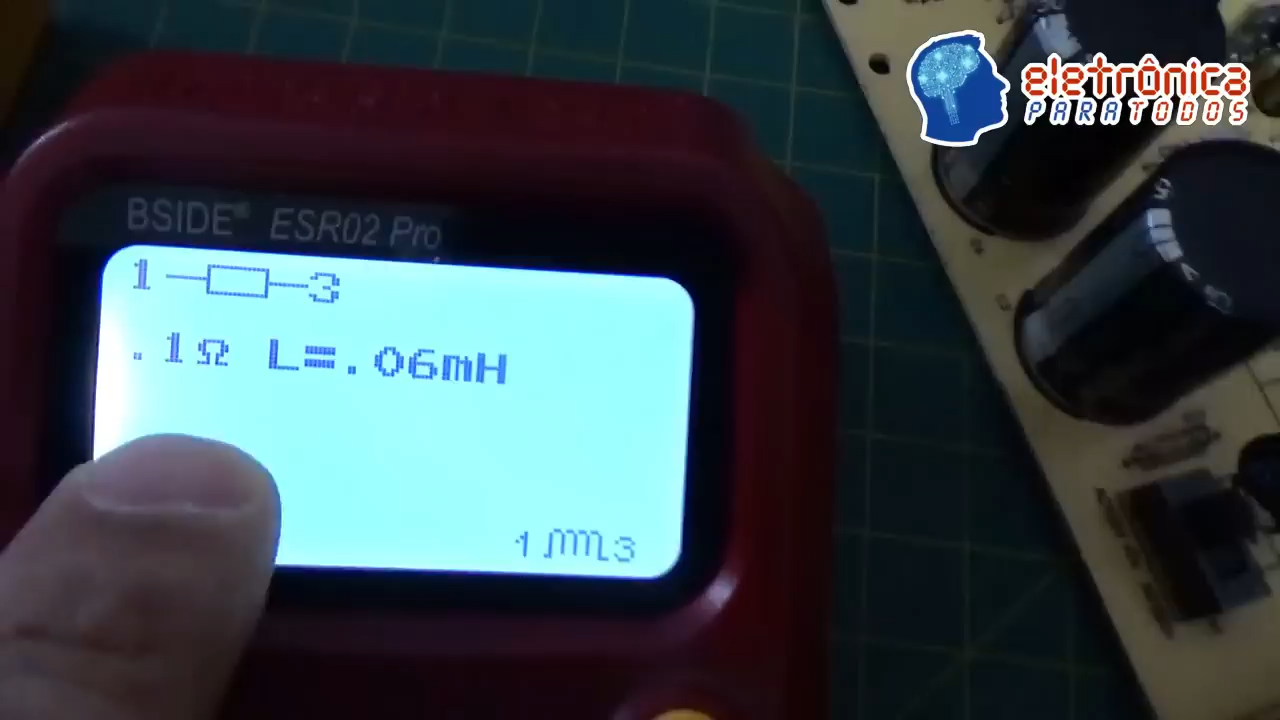 eletrônica
PARATODOS
BSIDE® ESR02 Pro
1 3
.1Ω L=.06mH
1 3